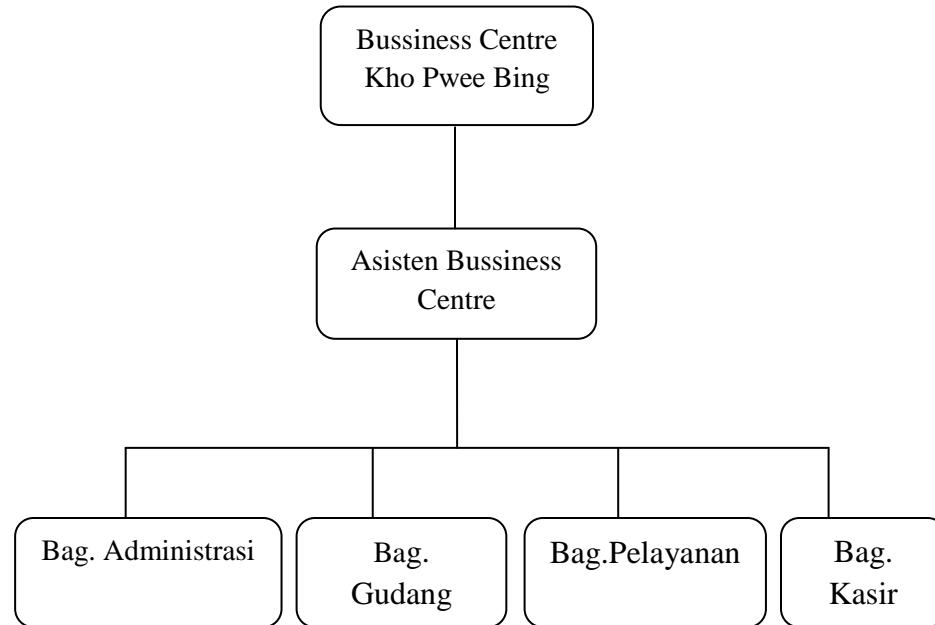 Bussiness Centre
Kho Pwee Bing
Asisten Bussiness
Centre
Bag. Administrasi
Bag.
Gudang
Bag.Pelayanan
Bag.
Kasir